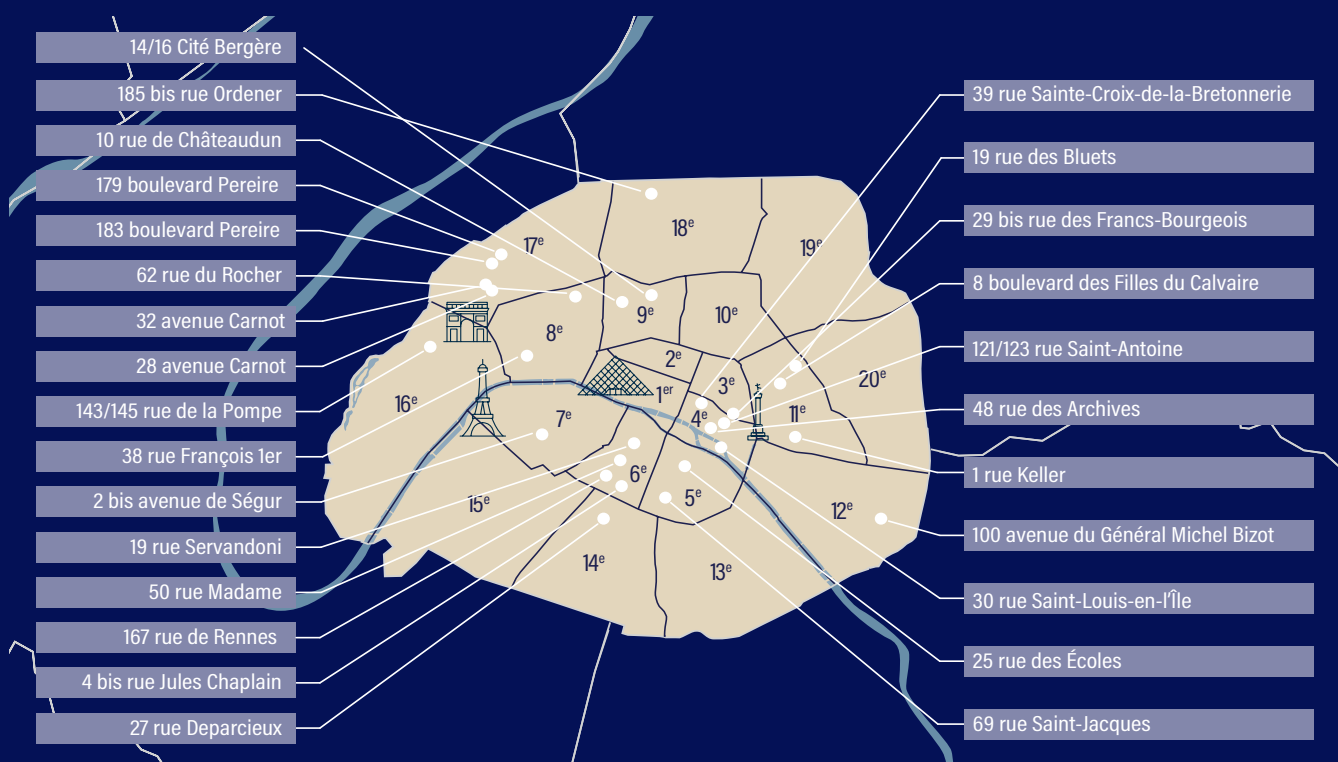 14/16 Cité Bergère
185 bis rue Ordener
10 rue de Châteaudun
179 boulevard Pereire
183 boulevard Pereire
62 rue du Rocher
32 avenue Carnot
28 avenue Carnot
143/145 rue de la Pompe
38 rue François 1er
2 bis avenue de Ségur
19 rue Servandoni
50 rue Madame
167 rue de Rennes
4 bis rue Jules Chaplain
27 rue Deparcieux
18e
17e
19e
9e
10e
8e
2e
3e
1er
20e
16e
7e
4e
11e
6e
5e
15e
12e
14e
13e
39 rue Sainte-Croix-de-la-Bretonnerie
19 rue des Bluets
29 bis rue des Francs-Bourgeois
8 boulevard des Filles du Calvaire
121/123 rue Saint-Antoine
48 rue des Archives
1 rue Keller
100 avenue du Général Michel Bizot
30 rue Saint-Louis-en-l'Île
25 rue des Écoles
69 rue Saint-Jacques